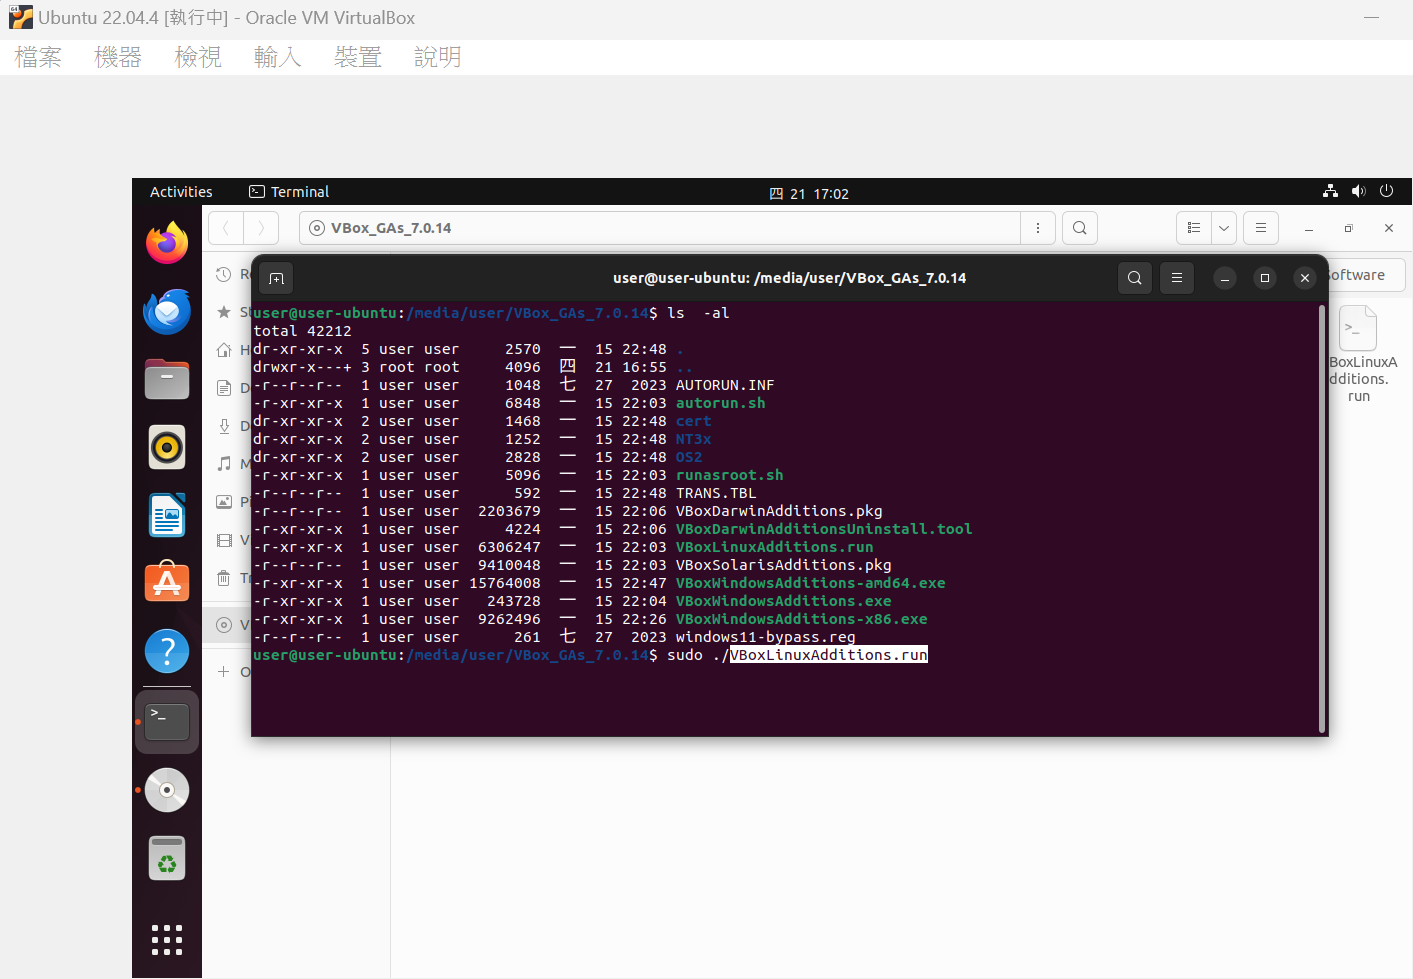 Ubuntu 22.04.4 [執行中] - Oracle VM VirtualBox
檔案 機器 檢視 輸入 裝置 說明
Activities Terminal 四 21 17:02
VBox_GAs_7.0.14
user@user-ubuntu: /media/user/VBox_GAs_7.0.14
oftware
BoxLinuxA
dditions.
run
user@user-ubuntu:/media/user/VBox_GAs_7.0.14$ ls  -al
total 42212
dr-xr-xr-x  5 user user     2570  一  15 22:48 .
drwxr-x---+ 3 root root     4096  四  21 16:55 ..
-r--r--r--  1 user user     1048  七  27  2023 AUTORUN.INF
-r-xr-xr-x  1 user user     6848  一  15 22:03 autorun.sh
dr-xr-xr-x  2 user user     1468  一  15 22:48 cert
dr-xr-xr-x  2 user user     1252  一  15 22:48 NT3x
dr-xr-xr-x  2 user user     2828  一  15 22:48 OS2
-r-xr-xr-x  1 user user     5096  一  15 22:03 runasroot.sh
-r--r--r--  1 user user      592  一  15 22:48 TRANS.TBL
-r--r--r--  1 user user  2203679  一  15 22:06 VBoxDarwinAdditions.pkg
-r-xr-xr-x  1 user user     4224  一  15 22:06 VBoxDarwinAdditionsUninstall.tool
-r-xr-xr-x  1 user user  6306247  一  15 22:03 VBoxLinuxAdditions.run
-r--r--r--  1 user user  9410048  一  15 22:03 VBoxSolarisAdditions.pkg
-r-xr-xr-x  1 user user 15764008  一  15 22:47 VBoxWindowsAdditions-amd64.exe
-r-xr-xr-x  1 user user   243728  一  15 22:04 VBoxWindowsAdditions.exe
-r-xr-xr-x  1 user user  9262496  一  15 22:26 VBoxWindowsAdditions-x86.exe
-r--r--r--  1 user user      261  七  27  2023 windows11-bypass.reg
user@user-ubuntu:/media/user/VBox_GAs_7.0.14$ sudo ./VBoxLinuxAdditions.run